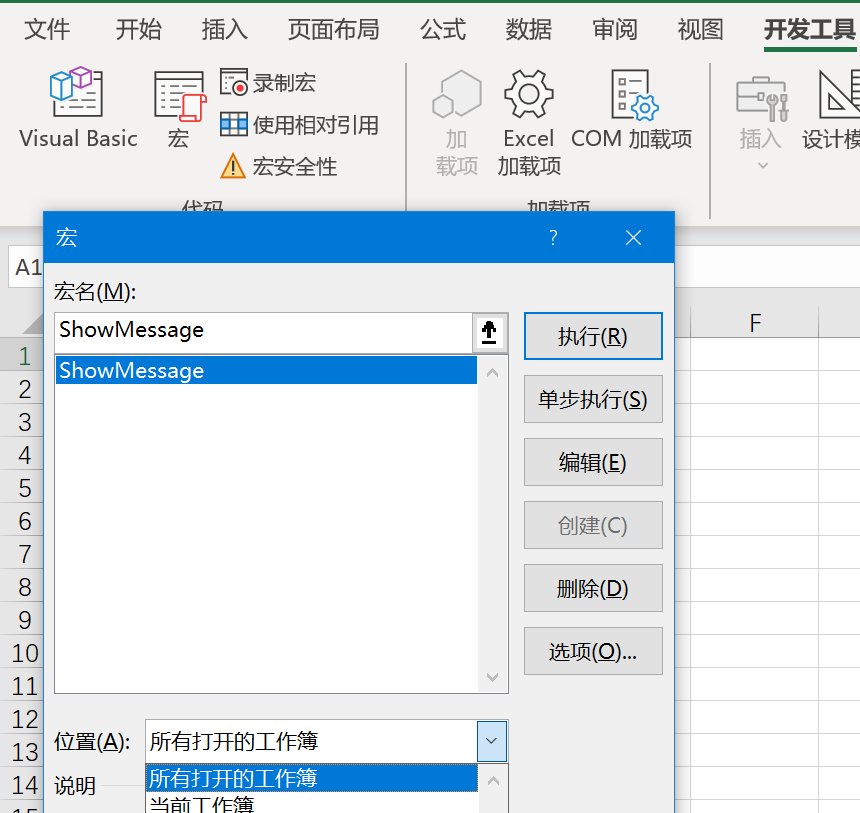 文件 开始 插入 页面布局 公式 数据 审阅 视图 开发工具
Visual Basic
宏
录制宏
使用相对引用
宏安全性
代码
加
载项
Excel
加载项
COM 加载项
加载项
插入
设计模
A1
宏
?
宏名(M):
ShowMessage
ShowMessage
执行(R)
单步执行(S)
编辑(E)
创建(C)
删除(D)
选项(O)...
位置(A):
所有打开的工作簿
所有打开的工作簿
当前工作簿
说明
F
1
2
3
4
5
6
7
8
9
10
11
12
13
14
15